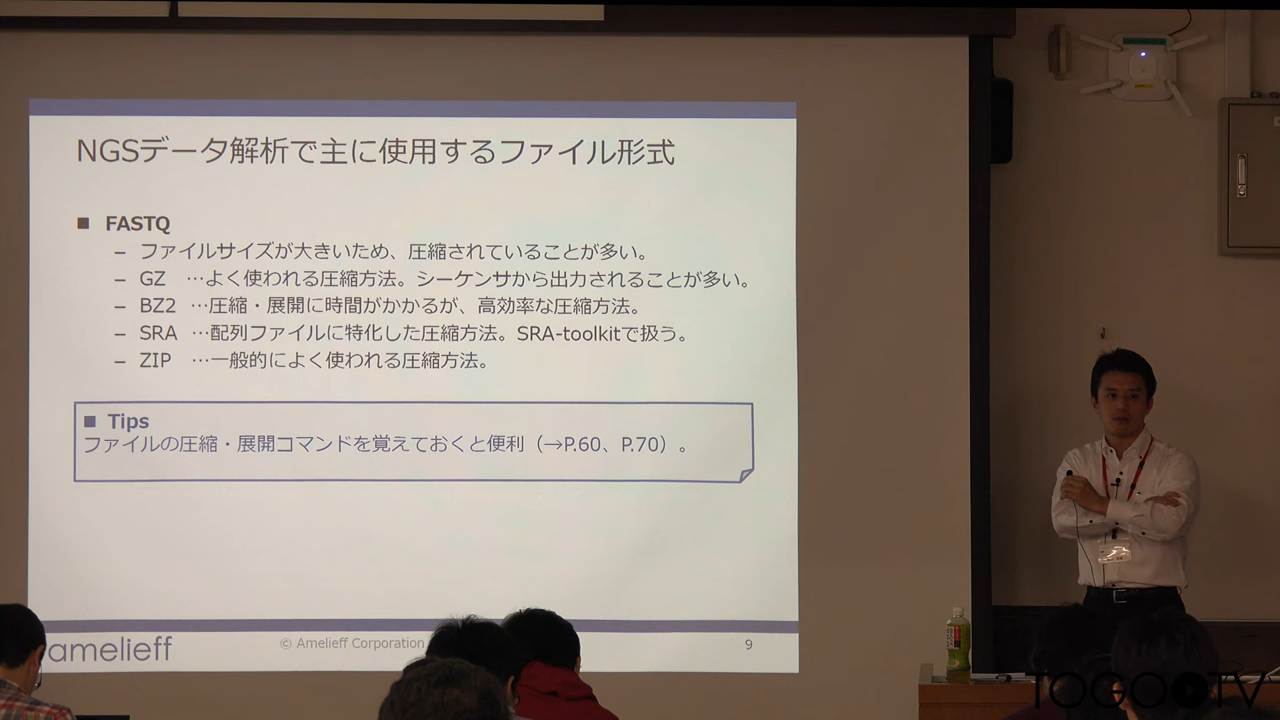 NGSデータ解析で主に使用するファイル形式
■ FASTQ
– ファイルサイズが大きいため、圧縮されていることが多い。
– GZ …よく使われる圧縮方法。シーケンサから出力されることが多い。
– BZ2 …圧縮・展開に時間がかかるが、高効率な圧縮方法。
– SRA …配列ファイルに特化した圧縮方法。SRA-toolkitで扱う。
– ZIP …一般的によく使われる圧縮方法。
■ Tips
ファイルの圧縮・展開コマンドを覚えておくと便利（→P.60、P.70）。
amelieff
© Amelieff Corporation
9
TOGOTV